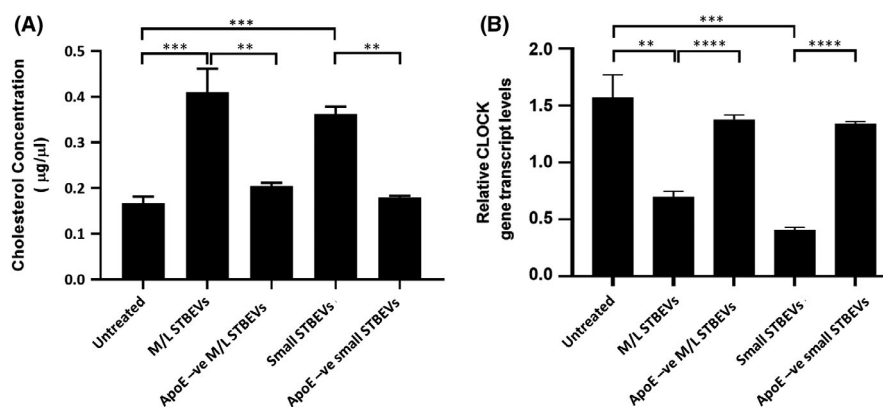 (A)
***
***
**
**
0.5
0.4
0.3
0.2
0.1
0.0
Cholesterol Concentration
( µg/µl)
Untreated
M/L STBEVs
ApoE –ve M/L STBEVs
Small STBEVs
ApoE –ve small STBEVs
(B)
***
**
****
****
2.0
1.5
1.0
0.5
0.0
Relative CLOCK
gene transcript levels
Untreated
M/L STBEVs
ApoE –ve M/L STBEVs
Small STBEVs
ApoE –ve small STBEVs